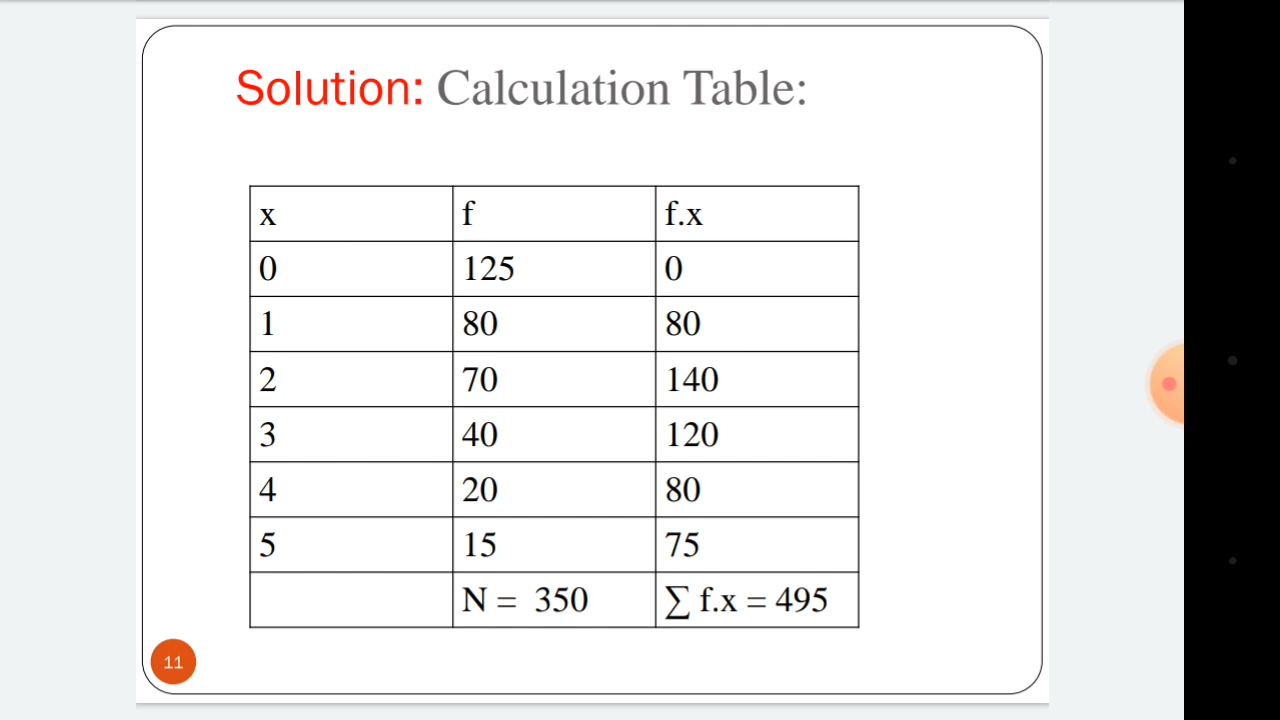 Solution: Calculation Table:
x f f.x
0 125 0
1 80 80
2 70 140
3 40 120
4 20 80
5 15 75
N = 350 ∑ f.x = 495
11